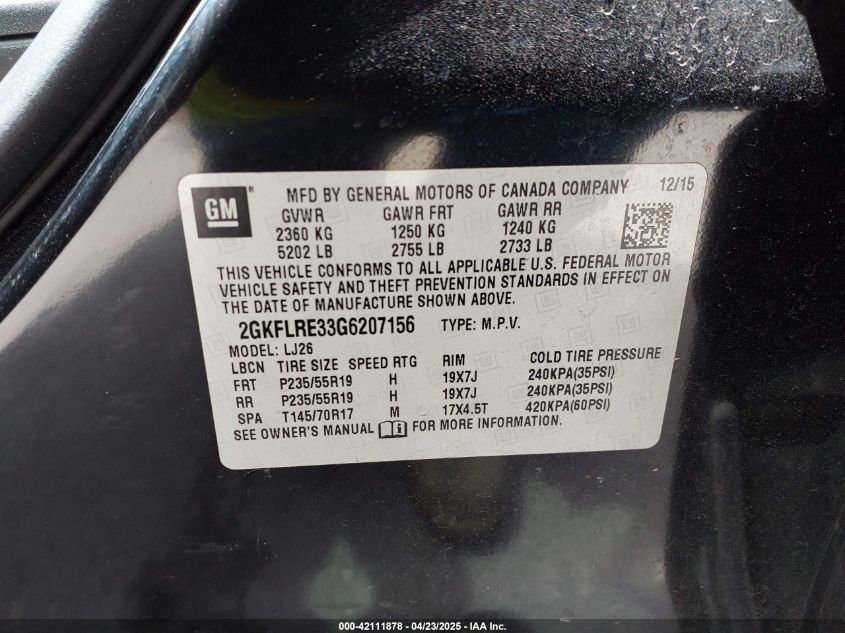 GM ® MFD BY GENERAL MOTORS OF CANADA COMPANY 12/15
GVWR GAWR FRT GAWR RR
2360 KG 1250 KG 1240 KG
5202 LB 2755 LB 2733 LB
THIS VEHICLE CONFORMS TO ALL APPLICABLE U.S. FEDERAL MOTOR
VEHICLE SAFETY AND THEFT PREVENTION STANDARDS IN EFFECT ON
THE DATE OF MANUFACTURE SHOWN ABOVE.
2GKFLRE33G6207156 TYPE: M.P.V.
MODEL: LJ26
LBCN TIRE SIZE SPEED RTG RIM COLD TIRE PRESSURE
FRT P235/55R19 H 19X7J 240KPA(35PSI)
RR P235/55R19 H 19X7J 240KPA(35PSI)
SPA T145/70R17 M 17X4.5T 420KPA(60PSI)
SEE OWNER'S MANUAL FOR MORE INFORMATION.
000-42111878 • 04/23/2025 • IAA Inc.